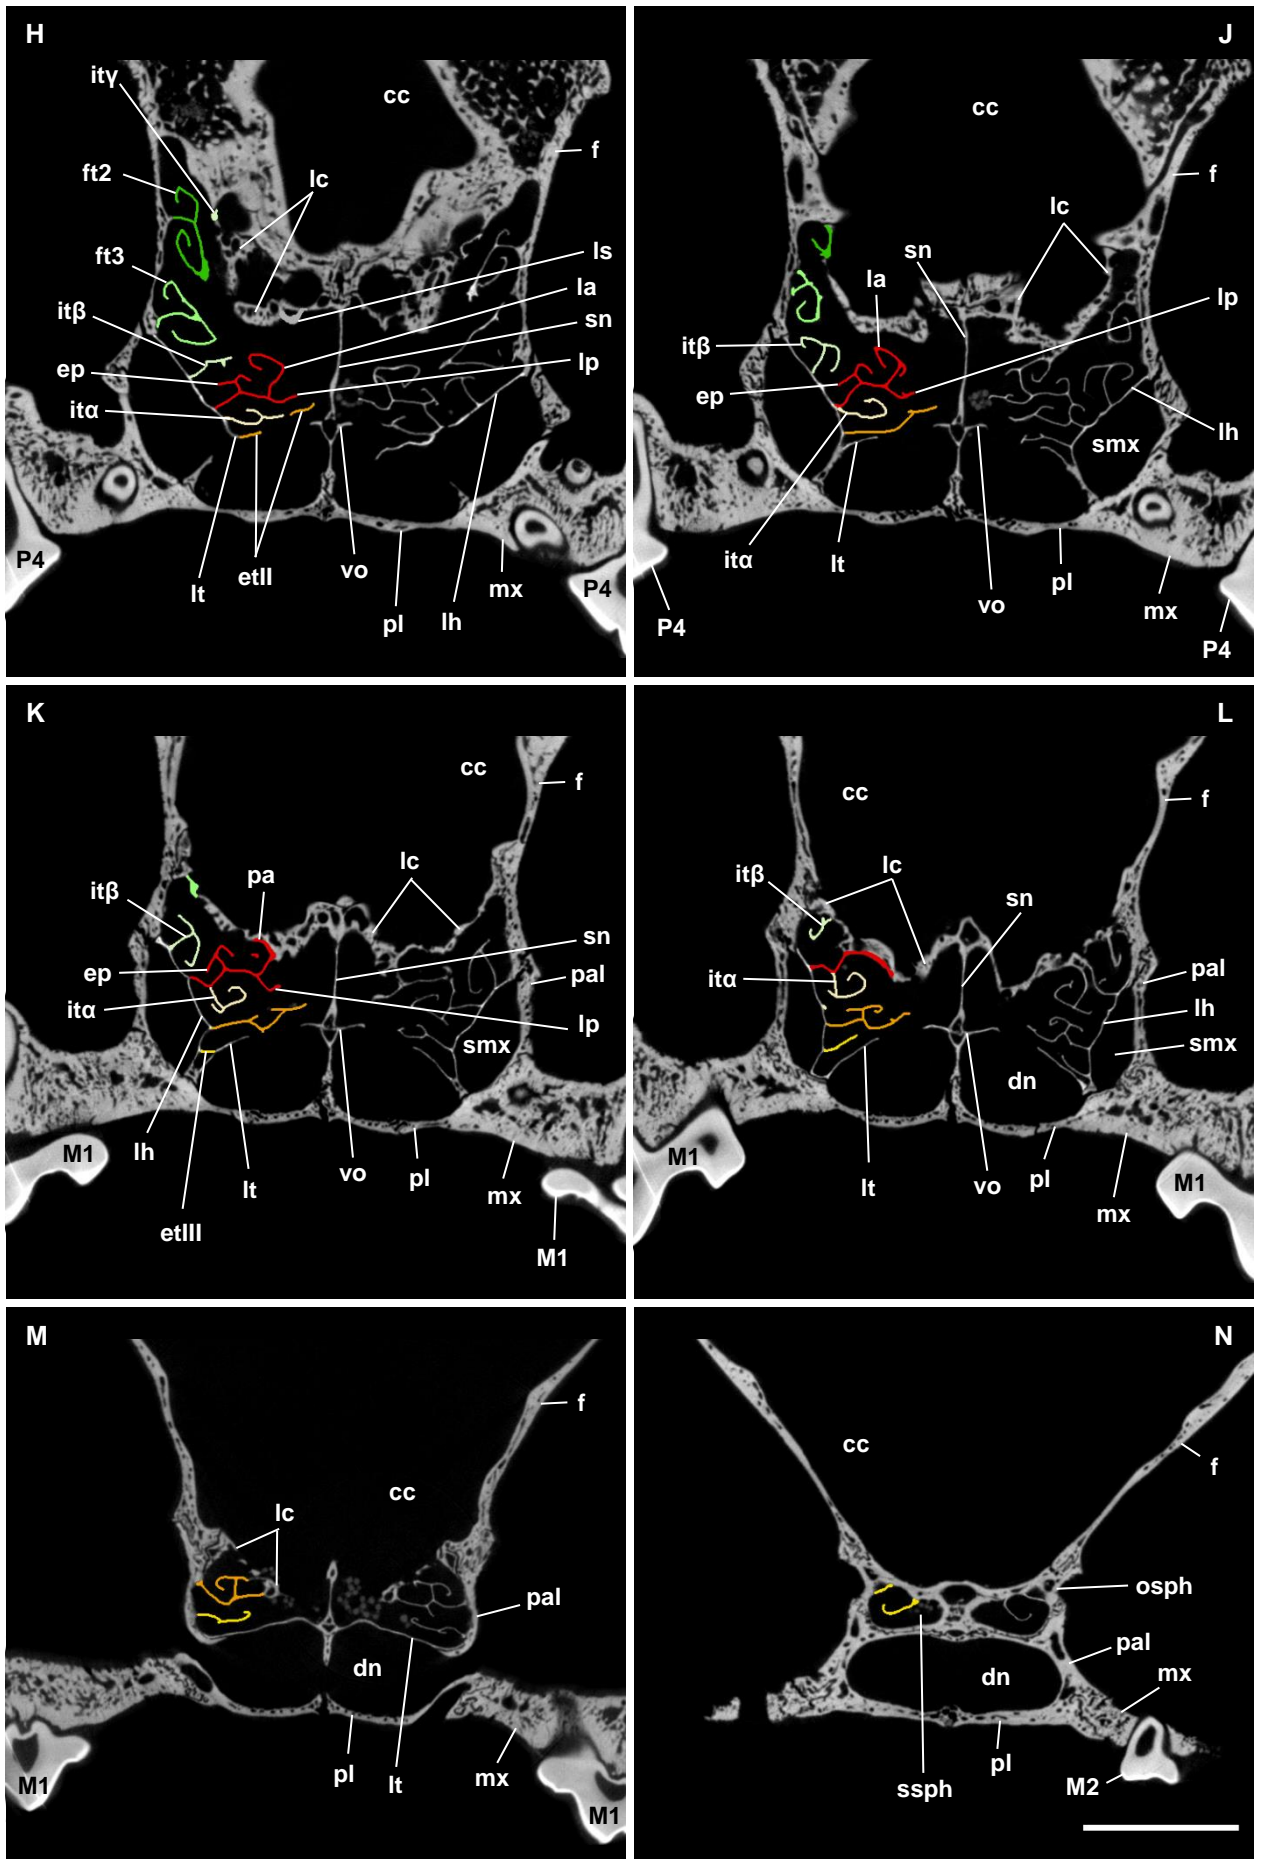 H
itγ
cc
f
ft2
lc
ft3
ls
la
itβ
sn
ep
lp
itα
P4
P4
lt
etII
vo
pl
lh
mx
J
cc
f
lc
sn
la
lp
itβ
ep
lh
smx
itα
lt
vo
pl
mx
P4
P4
K
cc
f
itβ
pa
lc
sn
ep
pal
itα
lp
smx
lh
M1
lt
vo
pl
mx
etIII
M1
L
cc
f
itβ
lc
sn
itα
pal
lh
smx
dn
M1
lt
vo
pl
M1
mx
M
f
cc
lc
pal
dn
M1
pl
lt
mx
M1
N
cc
f
osph
pal
dn
mx
pl
ssph
M2